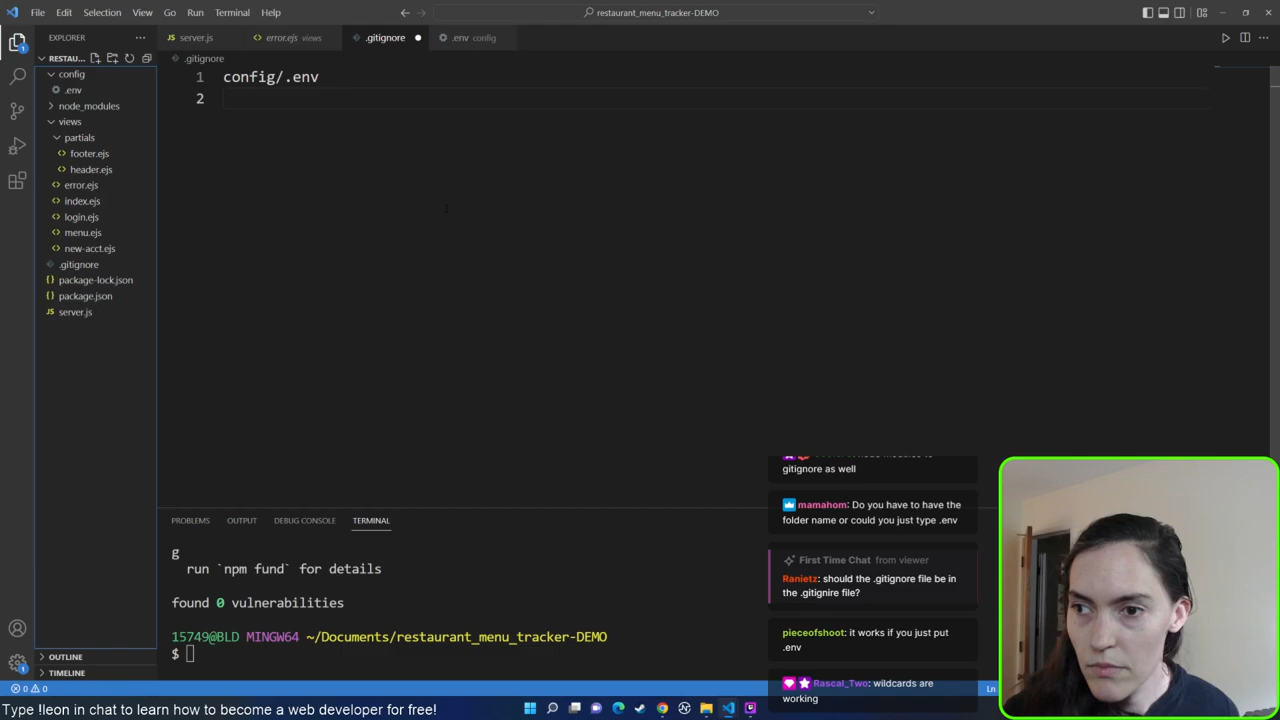 File Edit Selection View Go Run Terminal Help
restaurant_menu_tracker-DEMO
EXPLORER
server.js
error.ejs views
.gitignore
.env config
RESTAU...
.gitignore
config
.env
node_modules
views
partials
footer.ejs
header.ejs
error.ejs
index.ejs
login.ejs
menu.ejs
new-acct.ejs
.gitignore
package-lock.json
package.json
server.js
OUTLINE
TIMELINE
1 config/.env
2
PROBLEMS OUTPUT DEBUG CONSOLE TERMINAL
g
run `npm fund` for details
found 0 vulnerabilities
15749@BLD MINGW64 ~/Documents/restaurant_menu_tracker-DEMO
$
gitignore as well
mamahom: Do you have to have the
folder name or could you just type .env
First Time Chat from viewer
Ranietz: should the .gitignore file be in
the .gitignire file?
pieceofshoot: it works if you just put
.env
Rascal_Two: wildcards are
working
0 0
Ln
Type !leon in chat to learn how to become a web developer for free!